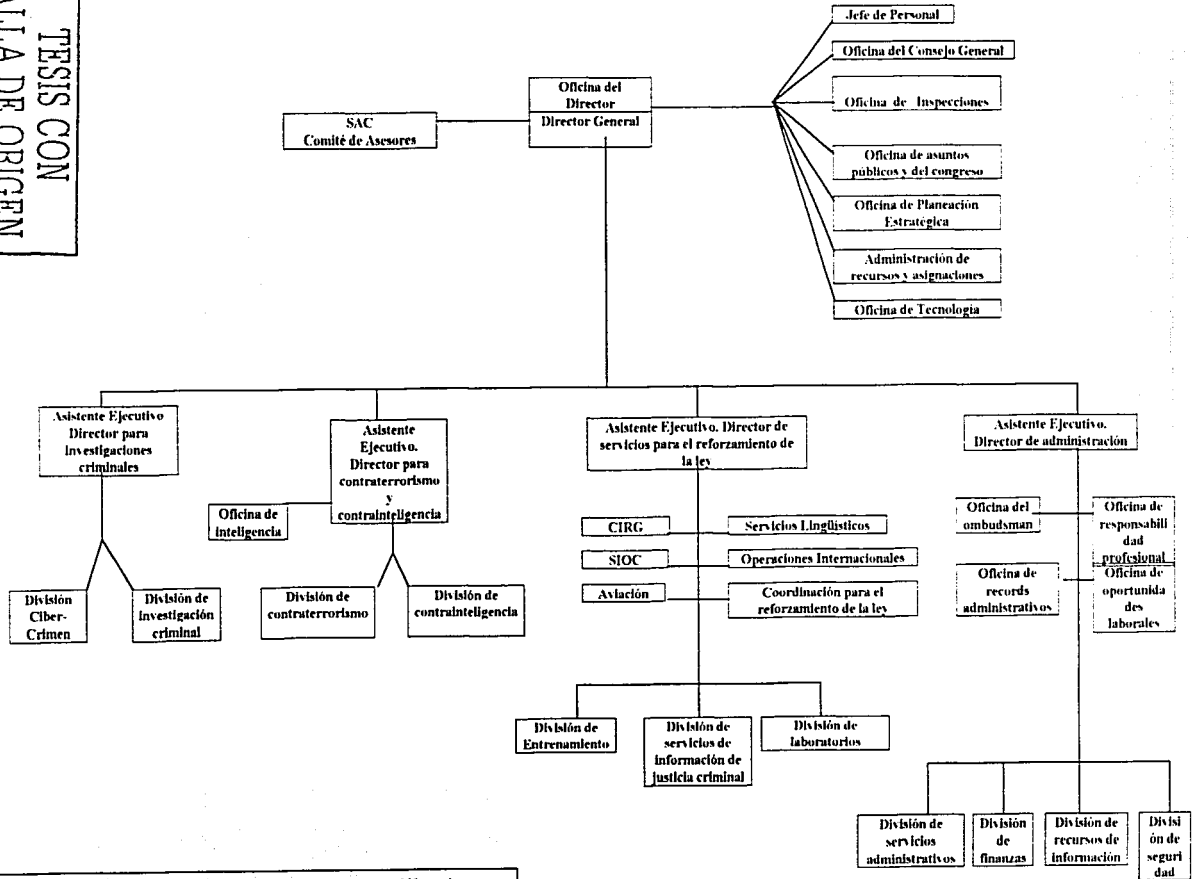 TESIS CON
FALLA DE ORIGEN
Jefe de Personal
Oficina del Consejo General
Oficina de Inspecciones
Oficina de asuntos
públicos y del congreso
Oficina de Planeación
Estratégica
Administración de
recursos y asignaciones
Oficina de Tecnología
Oficina del
Director
Director General
SAC
Comité de Asesores
Asistente Ejecutivo
Director para
investigaciones
criminales
División
Ciber-
Crimen
División de
investigación
criminal
Asistente
Ejecutivo.
Director para
contraterrorismo
y
contrainteligencia
Oficina de
inteligencia
División de
contraterrorismo
División de
contrainteligencia
Asistente Ejecutivo. Director de
servicios para el reforzamiento de
la ley
CIRG
Servicios Lingüísticos
SIOC
Operaciones Internacionales
Aviación
Coordinación para el
reforzamiento de la ley
División de
Entrenamiento
División de
servicios de
información de
justicia criminal
División de
laboratorios
Asistente Ejecutivo.
Director de administración
Oficina del
ombudsman
Oficina de
responsabili
dad
profesional
Oficina de
records
administrativos
Oficina de
oportunida
des
laborales
División de
servicios
administrativos
División
de
finanzas
División de
recursos de
información
Divisi
ón de
seguri
dad